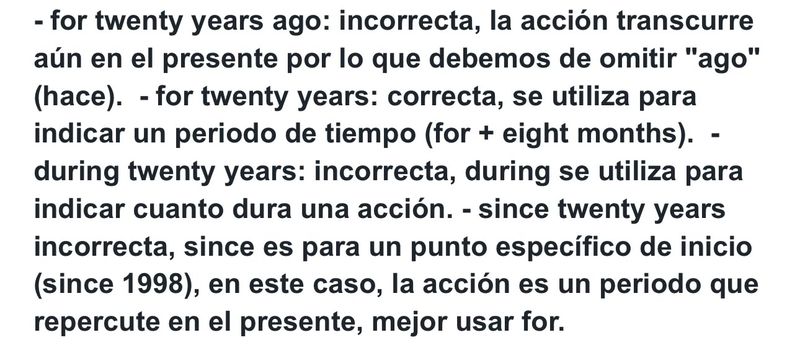 - for twenty years ago: incorrecta, la acción transcurre
aún en el presente por lo que debemos de omitir "ago"
(hace).  - for twenty years: correcta, se utiliza para
indicar un periodo de tiempo (for + eight months).  -
during twenty years: incorrecta, during se utiliza para
indicar cuanto dura una acción. - since twenty years
incorrecta, since es para un punto específico de inicio
(since 1998), en este caso, la acción es un periodo que
repercute en el presente, mejor usar for.